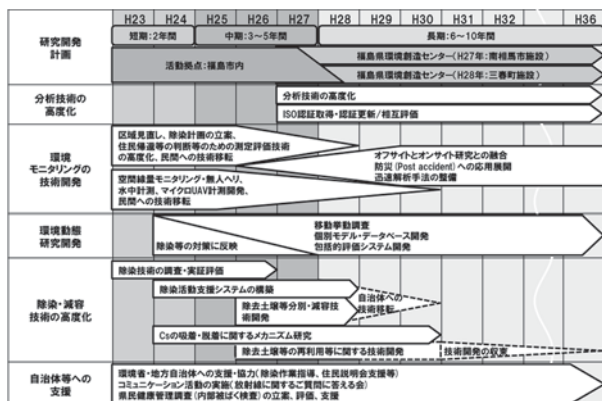 H23 H24 H25 H26 H27 H28 H29 H30 H31 H32 H36
研究開発
計画
短期：2年間
中期：3～5年間
長期：6～10年間
活動拠点：福島市内
福島県環境創造センター（H27年：南相馬市施設）
福島県環境創造センター（H28年：三春町施設）
分析技術の
高度化
分析技術の高度化
ISO認証取得・認証更新/相互評価
環境
モニタリングの
技術開発
区域見直し、除染計画の立案、
住民帰還等の判断等のための測定評価技術
の高度化、民間への技術移転
空間線量モニタリング・無人ヘリ、
水中計測、マイクロUAV計測開発、
民間への技術移転
オフサイトとオンサイト研究との融合
防災（Post accident）への応用展開
迅速解析手法の整備
環境動態
研究開発
除染等の対策に反映
移動挙動調査
個別モデル・データベース開発
包括的評価システム開発
除染・減容
技術の高度化
除染技術の調査・実証評価
除染活動支援システムの構築
除去土壌等分別・減容技
術開発
自治体への
技術移転
Csの吸着・脱着に関するメカニズム研究
除去土壌等の再利用等に関する技術開発
技術開発の収束
自治体等への
支援
環境省・地方自治体への支援・協力（除染作業指導、住民説明会支援等）
コミュニケーション活動の実施（放射線に関するご質問に答える会）
県民健康管理調査（内部被ばく検査）の立案、評価、支援